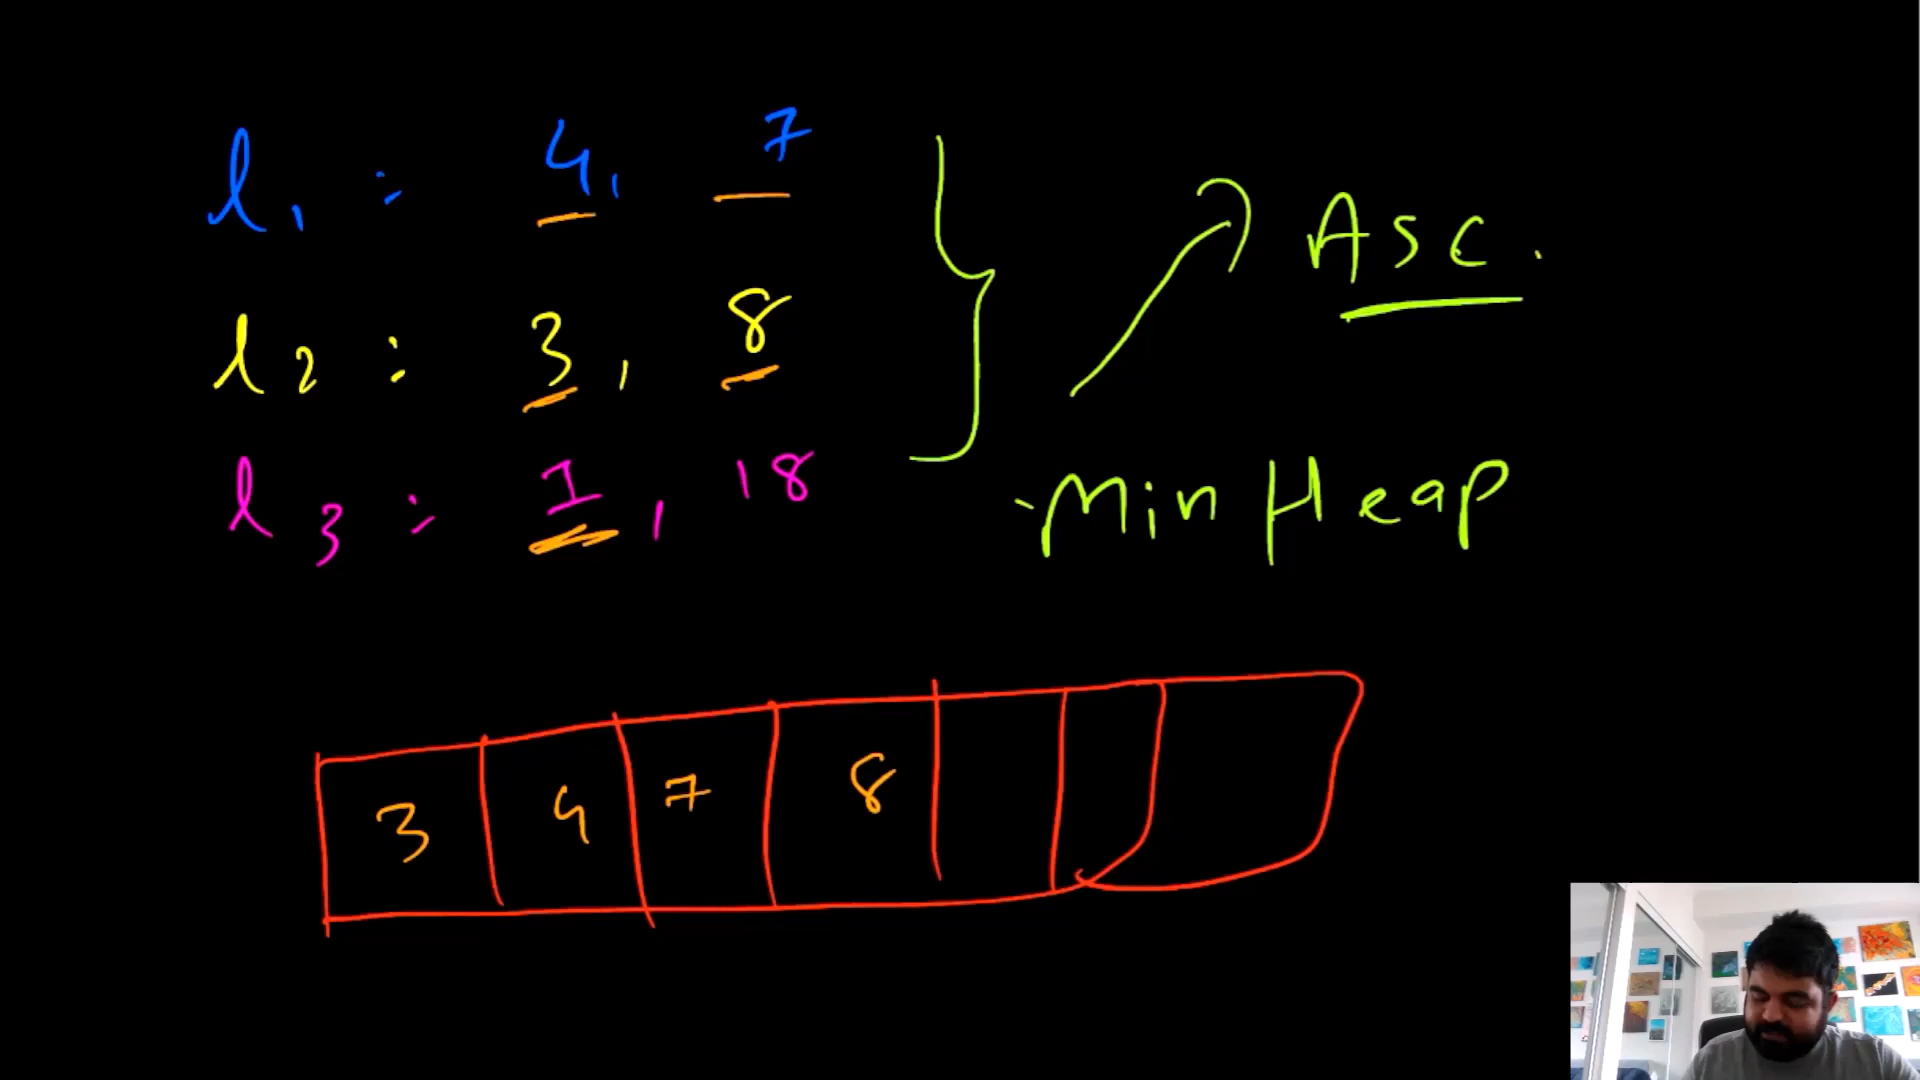 l1 : 4, 7
Asc.
l2 : 3, 8
l3 : 1, 18
Min Heap
3 4 7 8